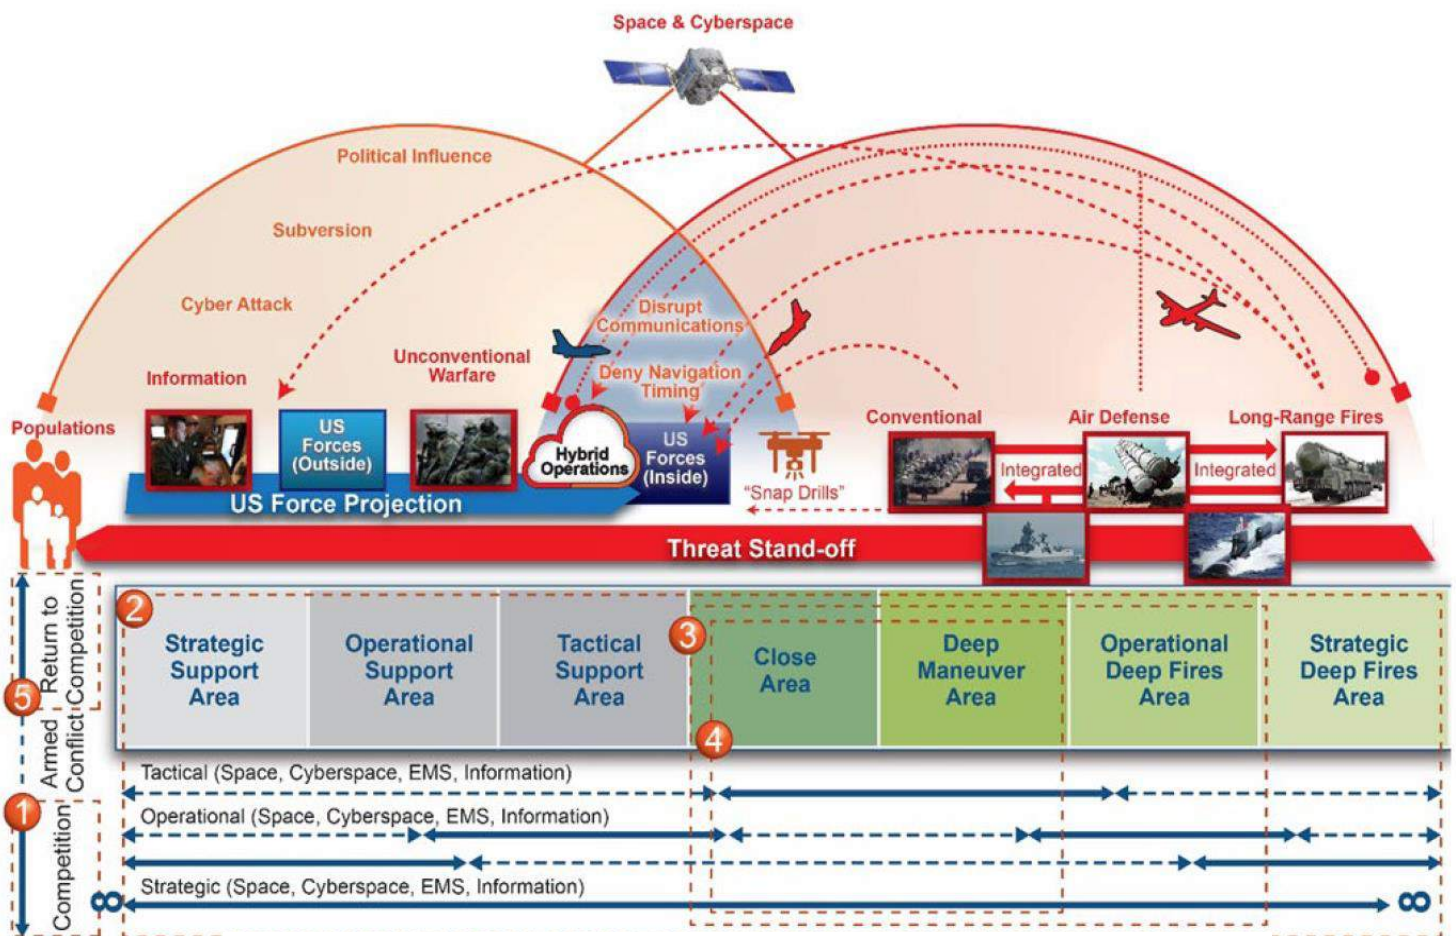 Space & Cyberspace
Political Influence
Subversion
Cyber Attack
Disrupt
Communications
Deny Navigation
Timing
Information
Unconventional
Warfare
Populations
US
Forces
(Outside)
Hybrid
Operations
US
Forces
(Inside)
"Snap Drills"
Conventional
Air Defense
Long-Range Fires
Integrated
Integrated
US Force Projection
Threat Stand-off
Return to
Competition
5
Armed
Conflict
1
Competition
2
Strategic
Support
Area
Operational
Support
Area
Tactical
Support
Area
3
4
Close
Area
Deep
Maneuver
Area
Operational
Deep Fires
Area
Strategic
Deep Fires
Area
Tactical (Space, Cyberspace, EMS, Information)
Operational (Space, Cyberspace, EMS, Information)
Strategic (Space, Cyberspace, EMS, Information)
∞
∞